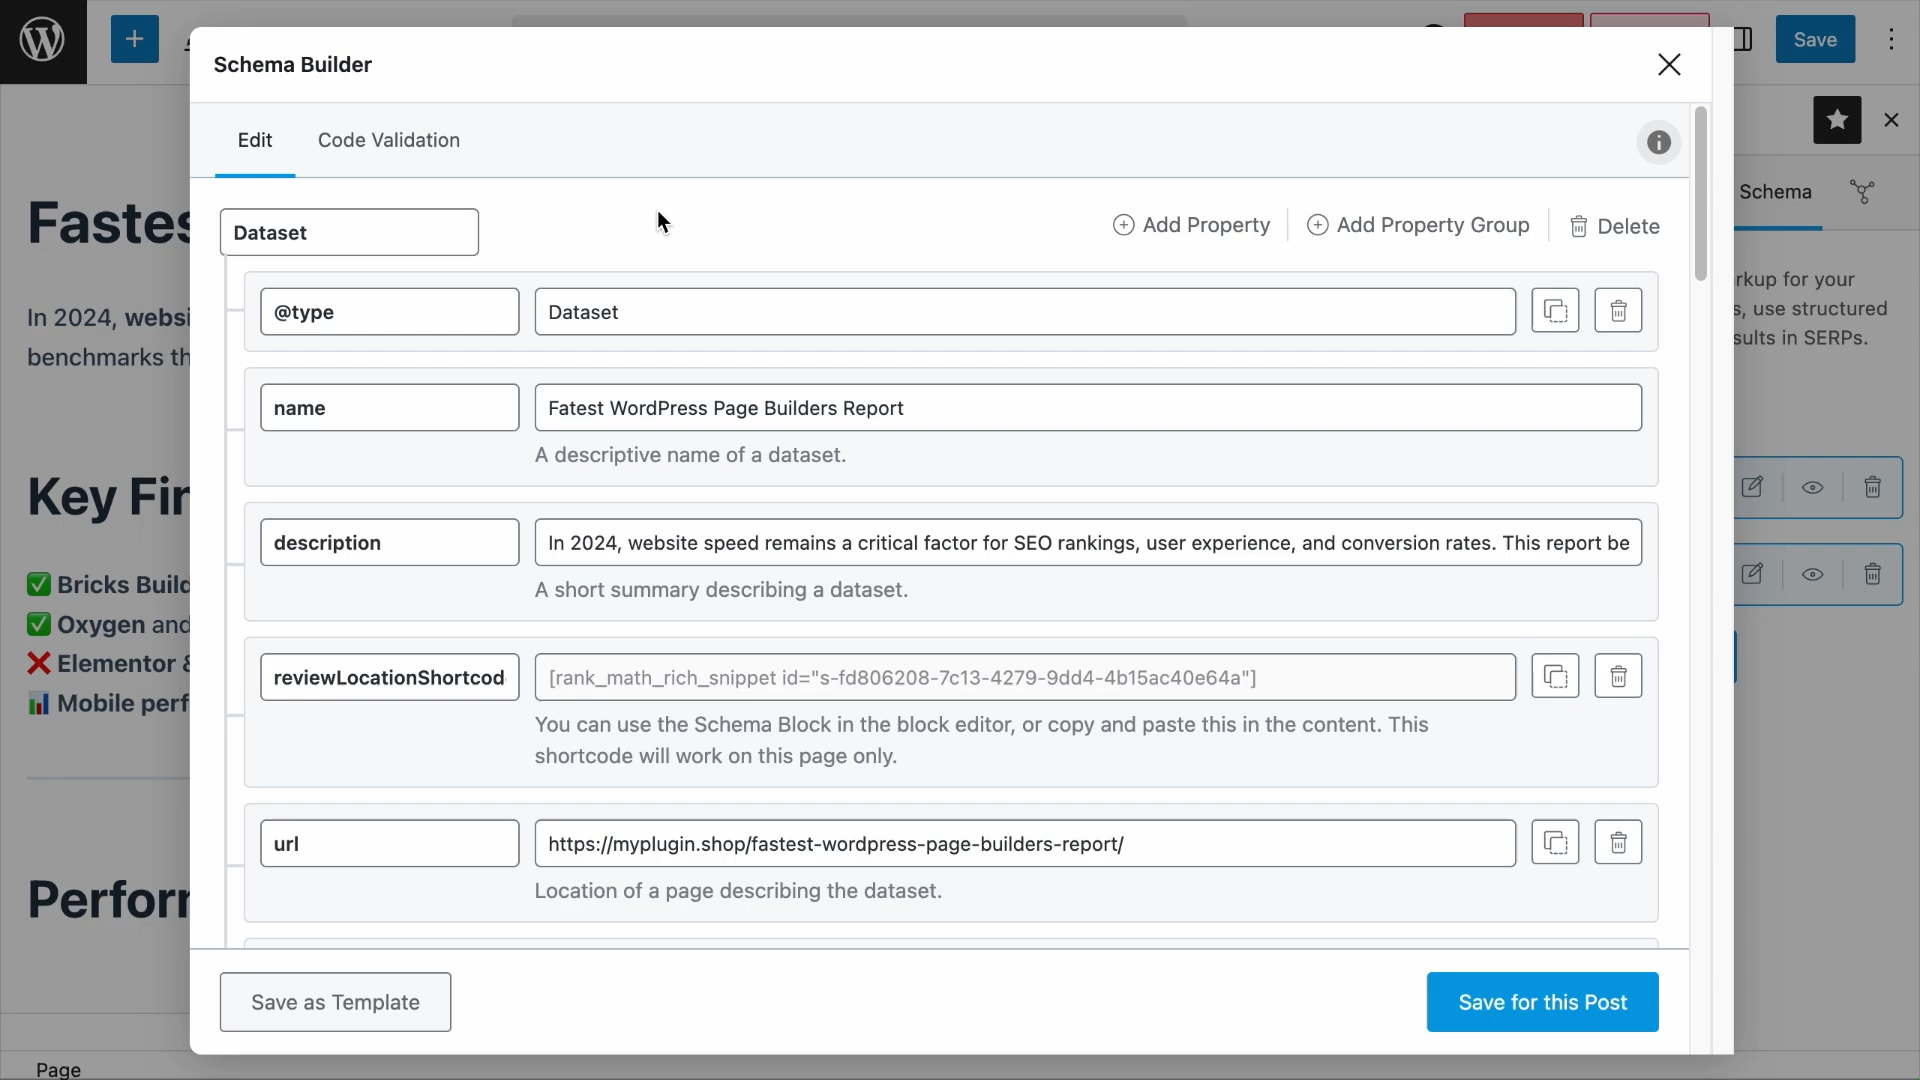 Save
Schema Builder
Edit
Code Validation
Schema
Fastes
Dataset
Add Property
Add Property Group
Delete
rkup for your
s, use structured
sults in SERPs.
In 2024, websi
benchmarks th
@type
Dataset
name
Fatest WordPress Page Builders Report
A descriptive name of a dataset.
Key Fin
description
In 2024, website speed remains a critical factor for SEO rankings, user experience, and conversion rates. This report be
A short summary describing a dataset.
Bricks Build
Oxygen and
Elementor &
Mobile perf
reviewLocationShortcod
[rank_math_rich_snippet id="s-fd806208-7c13-4279-9dd4-4b15ac40e64a"]
You can use the Schema Block in the block editor, or copy and paste this in the content. This
shortcode will work on this page only.
url
https://myplugin.shop/fastest-wordpress-page-builders-report/
Location of a page describing the dataset.
Perforr
Save as Template
Save for this Post
Page